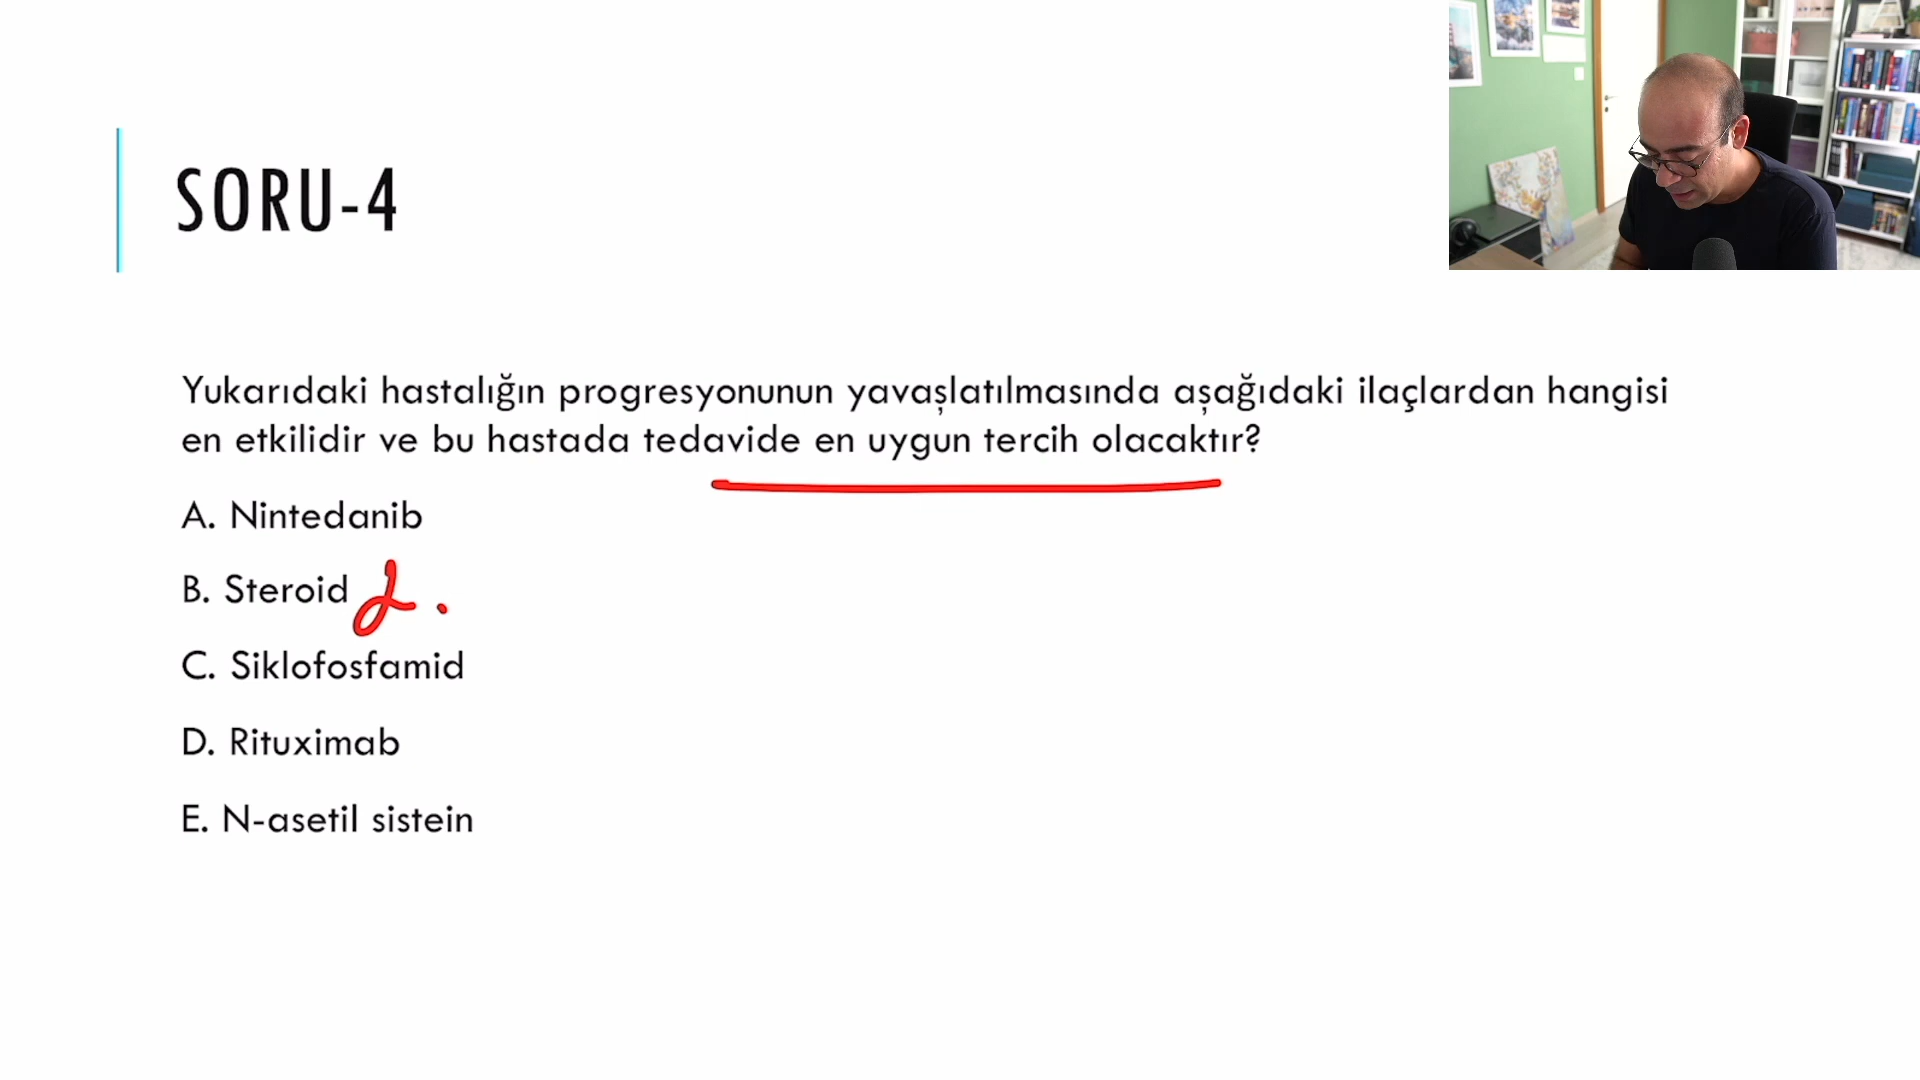 SORU-4
Yukarıdaki hastalığın progresyonunun yavaşlatılmasında aşağıdaki ilaçlardan hangisi
en etkilidir ve bu hastada tedavide en uygun tercih olacaktır?
A. Nintedanib
B. Steroid
C. Siklofosfamid
D. Rituximab
E. N-asetil sistein